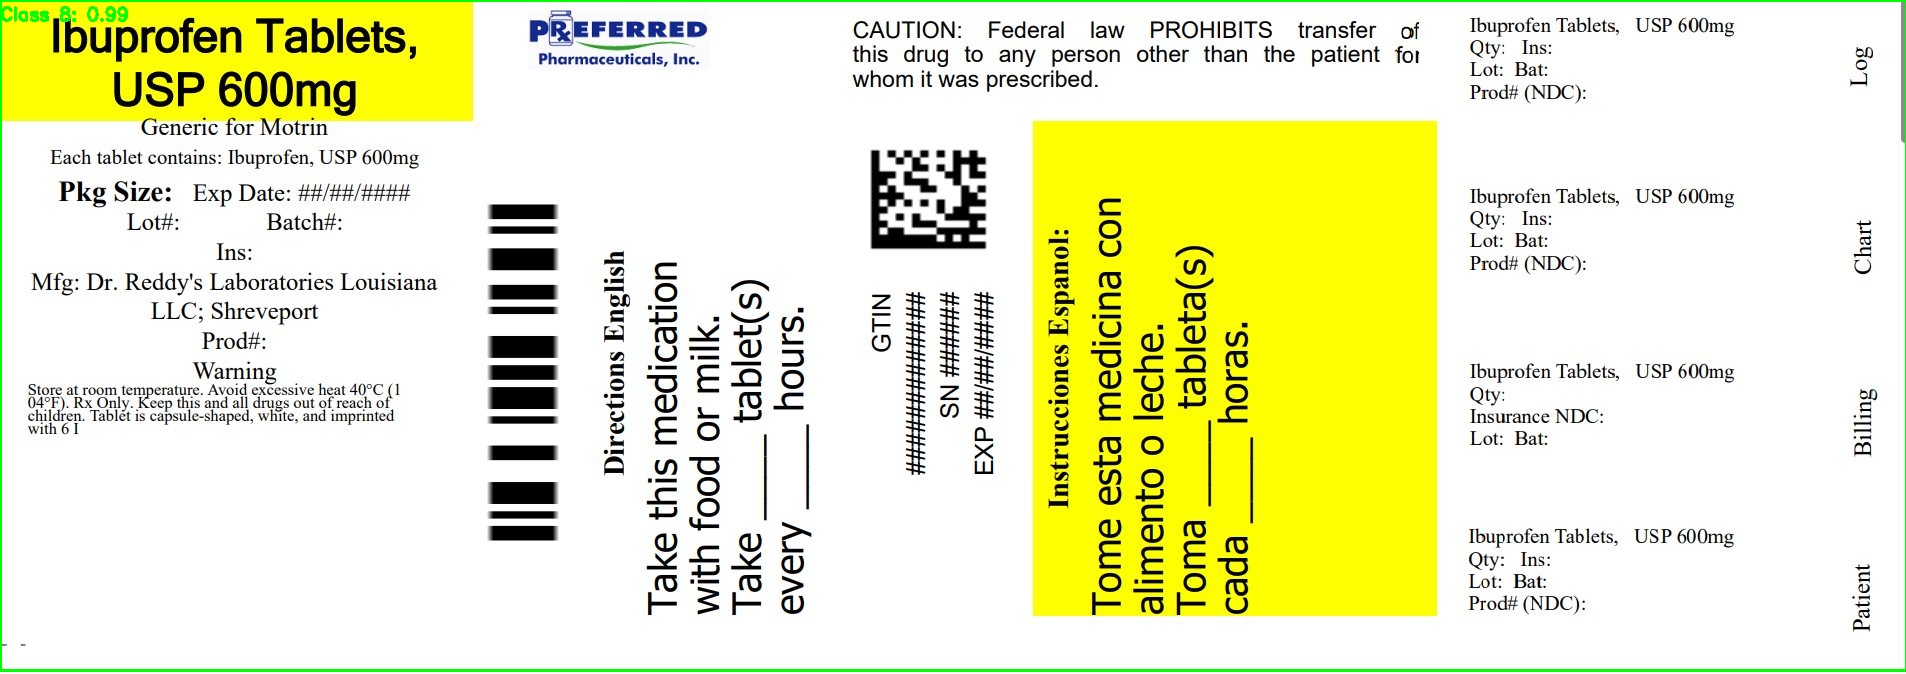 Class 8: 0.99
Ibuprofen Tablets,
USP 600mg
Generic for Motrin
Each tablet contains: Ibuprofen, USP 600mg
Pkg Size: Exp Date: ##/##/####
Lot#: Batch#:
Ins:
Mfg: Dr. Reddy's Laboratories Louisiana
LLC; Shreveport
Prod#:
Warning
Store at room temperature. Avoid excessive heat 40°C (1
04°F). Rx Only. Keep this and all drugs out of reach of
children. Tablet is capsule-shaped, white, and imprinted
with 6 I
PREFERRED
Pharmaceuticals, Inc.
Directions English
Take this medication
with food or milk.
Take ____ tablet(s)
every ____ hours.
CAUTION: Federal law PROHIBITS transfer of
this drug to any person other than the patient for
whom it was prescribed.
GTIN
##############
SN ######
EXP ##/##/####
Instrucciones Espanol:
Tome esta medicina con
alimento o leche.
Toma ____ tableta(s)
cada ____ horas.
Ibuprofen Tablets, USP 600mg
Qty: Ins:
Lot: Bat:
Prod# (NDC):
Log
Ibuprofen Tablets, USP 600mg
Qty: Ins:
Lot: Bat:
Prod# (NDC):
Chart
Ibuprofen Tablets, USP 600mg
Qty:
Insurance NDC:
Lot: Bat:
Billing
Ibuprofen Tablets, USP 600mg
Qty: Ins:
Lot: Bat:
Prod# (NDC):
Patient